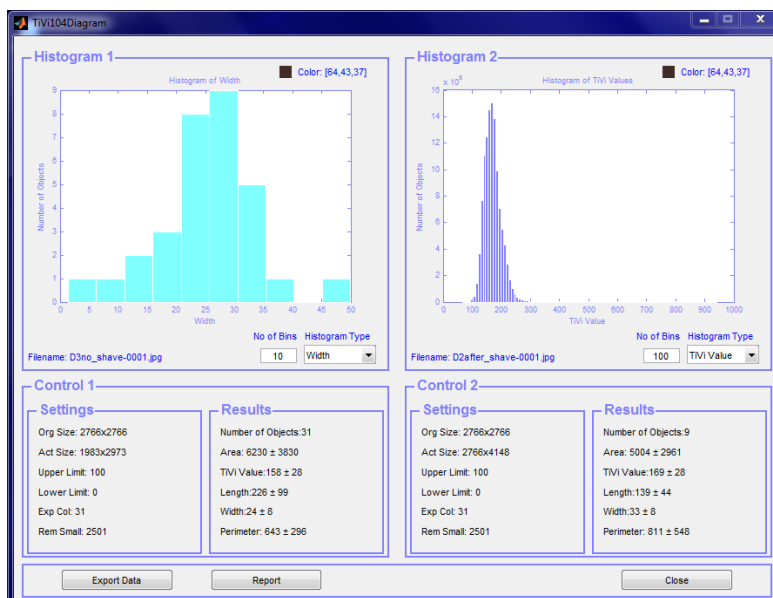 TiVi104Diagram
Histogram 1
Color: [64,43,37]
Histogram of Width
Number of Objects
9
8
7
6
5
4
3
2
1
0
0 5 10 15 20 25 30 35 40 45 50
Width
No of Bins Histogram Type
Filename: D3no_shave-0001.jpg
10 Width
Histogram 2
Color: [64,43,37]
Histogram of TiVi Values
Number of Objects
16
14
12
10
8
6
4
2
0
0 100 200 300 400 500 600 700 800 900 1000
TiVi Value
No of Bins Histogram Type
Filename: D2after_shave-0001.jpg
100 TiVi Value
Control 1
Settings
Org Size: 2766x2766
Act Size: 1983x2973
Upper Limit: 100
Lower Limit: 0
Exp Col: 31
Rem Small: 2501
Results
Number of Objects:31
Area: 6230 ± 3830
TiVi Value:158 ± 28
Length:226 ± 99
Width:24 ± 8
Perimeter: 643 ± 296
Control 2
Settings
Org Size: 2766x2766
Act Size: 2766x4148
Upper Limit: 100
Lower Limit: 0
Exp Col: 31
Rem Small: 2501
Results
Number of Objects:9
Area: 5004 ± 2961
TiVi Value:169 ± 28
Length:139 ± 44
Width:33 ± 8
Perimeter: 811 ± 548
Export Data
Report
Close